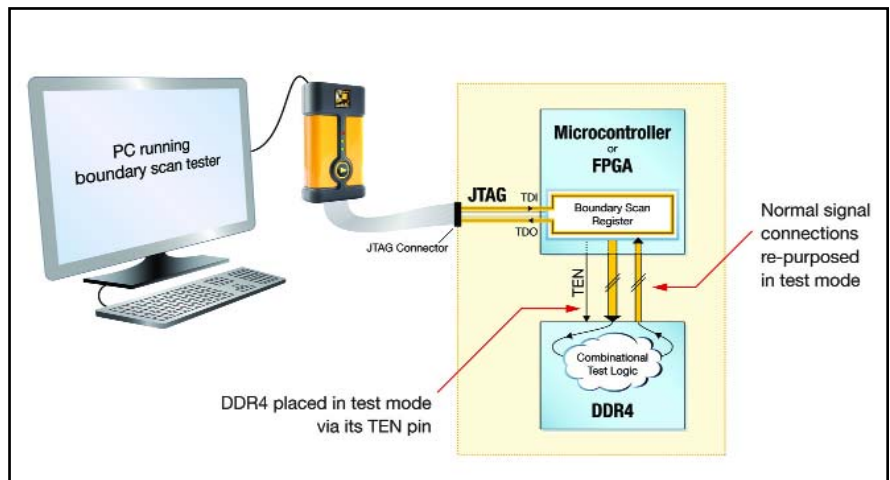 PC running
boundary scan tester
JTAG
JTAG Connector
TDI
TDO
Microcontroller
or
FPGA
Boundary Scan
Register
TEN
Combinational
Test Logic
DDR4
Normal signal
connections
re-purposed
in test mode
DDR4 placed in test mode
via its TEN pin